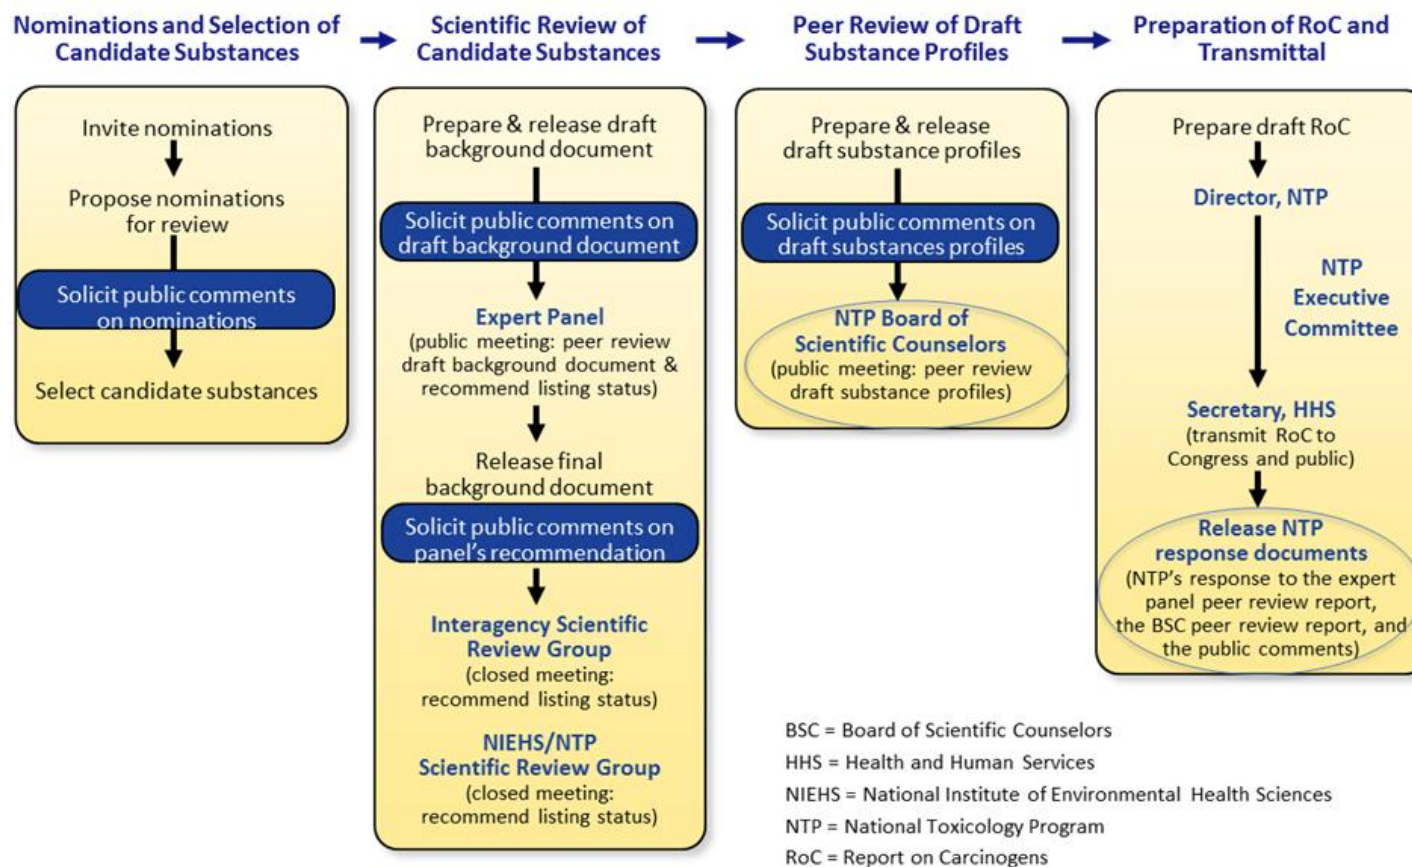 Nominations and Selection of
Candidate Substances
Scientific Review of
Candidate Substances
Peer Review of Draft
Substance Profiles
Preparation of RoC and
Transmittal
Invite nominations
Propose nominations
for review
Solicit public comments
on nominations
Select candidate substances
Prepare & release draft
background document
Solicit public comments on
draft background document
Expert Panel
(public meeting: peer review
draft background document &
recommend listing status)
Release final
background document
Solicit public comments on
panel's recommendation
Interagency Scientific
Review Group
(closed meeting:
recommend listing status)
NIEHS/NTP
Scientific Review Group
(closed meeting:
recommend listing status)
Prepare & release
draft substance profiles
Solicit public comments on
draft substances profiles
NTP Board of
Scientific Counselors
(public meeting: peer review
draft substance profiles)
Prepare draft RoC
Director, NTP
NTP
Executive
Committee
Secretary, HHS
(transmit RoC to
Congress and public)
Release NTP
response documents
(NTP's response to the expert
panel peer review report,
the BSC peer review report, and
the public comments)
BSC = Board of Scientific Counselors
HHS = Health and Human Services
NIEHS = National Institute of Environmental Health Sciences
NTP = National Toxicology Program
RoC = Report on Carcinogens